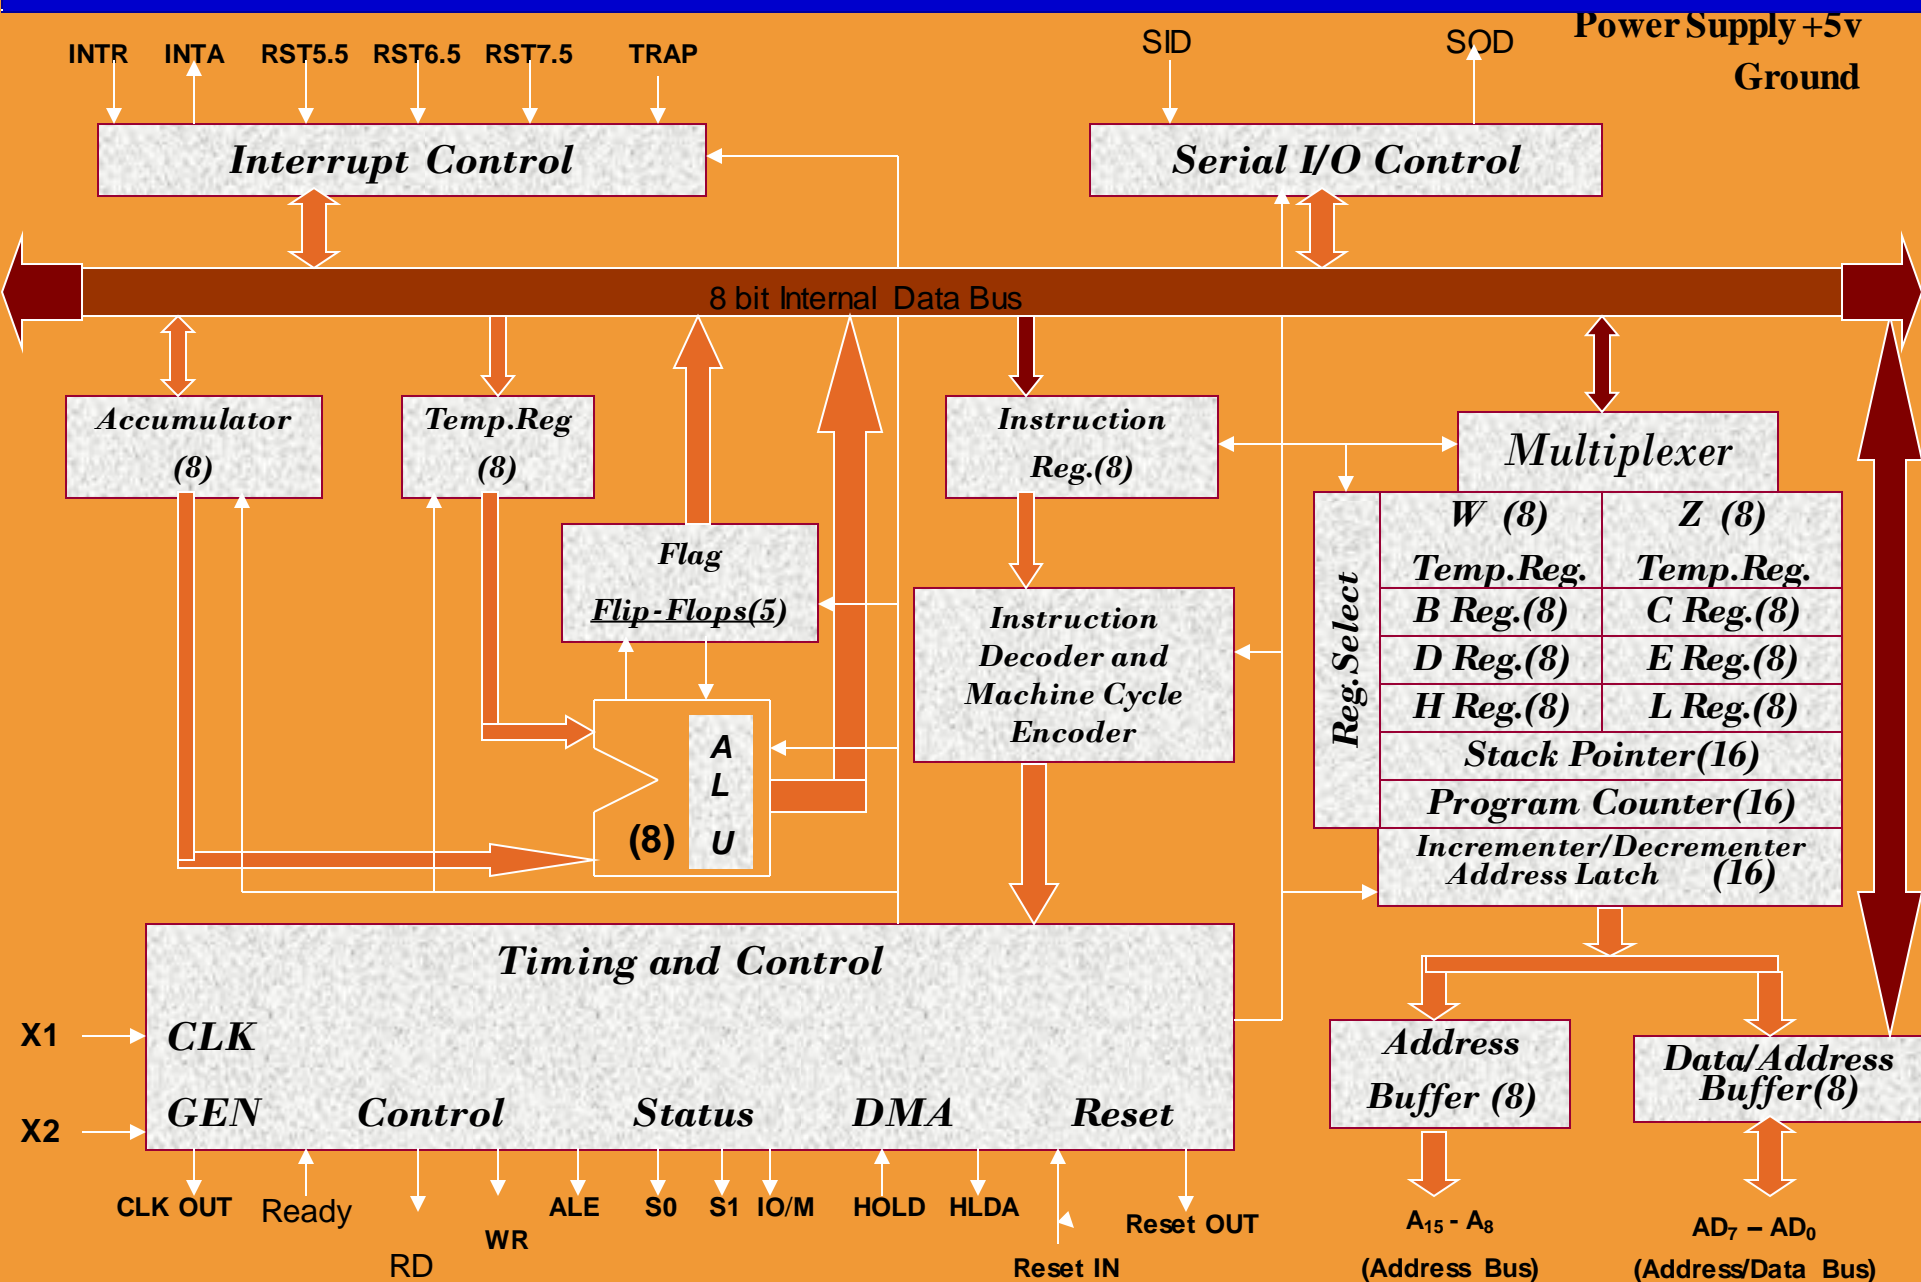 Power Supply +5v
Ground
INTR INTA RST5.5 RST6.5 RST7.5 TRAP
SID SOD
Interrupt Control
Serial I/O Control
8 bit Internal Data Bus
Accumulator
(8)
Temp.Reg
(8)
Flag
Flip-Flops(5)
Instruction
Reg.(8)
Multiplexer
Reg.Select
W (8)
Temp.Reg.
Z (8)
Temp.Reg.
B Reg.(8)
C Reg.(8)
D Reg.(8)
E Reg.(8)
H Reg.(8)
L Reg.(8)
Stack Pointer(16)
Program Counter(16)
Incrementer/Decrementer
Address Latch (16)
Instruction
Decoder and
Machine Cycle
Encoder
A
L
U
(8)
Timing and Control
X1
CLK
X2
GEN Control Status DMA Reset
CLK OUT
Ready
RD
WR
ALE
S0
S1
IO/M
HOLD
HLDA
Reset IN
Reset OUT
Address
Buffer (8)
Data/Address
Buffer(8)
A15 - A8
(Address Bus)
AD7 – AD0
(Address/Data Bus)